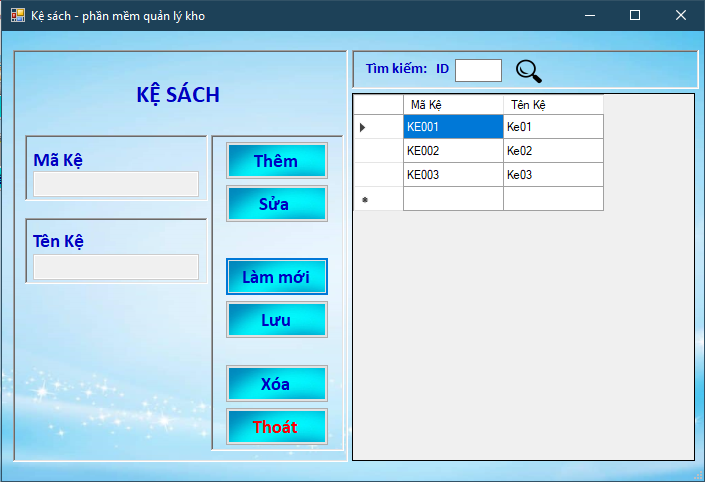 Kệ sách - phần mềm quản lý kho
KỆ SÁCH
Mã Kệ
Tên Kệ
Thêm
Sửa
Làm mới
Lưu
Xóa
Thoát
Tìm kiếm: ID
Mã Kệ Tên Kệ
KE001 Ke01
KE002 Ke02
KE003 Ke03